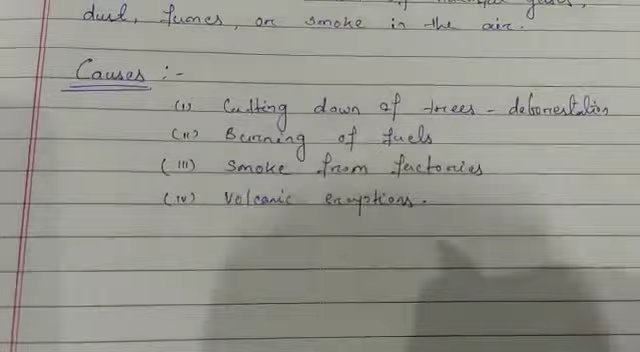 dust, fumes, or smoke in the air.
Causes :-
(i) Cutting down of trees - deforestation
(ii) Burning of fuels
(iii) Smoke from factories
(iv) Volcanic eruptions.